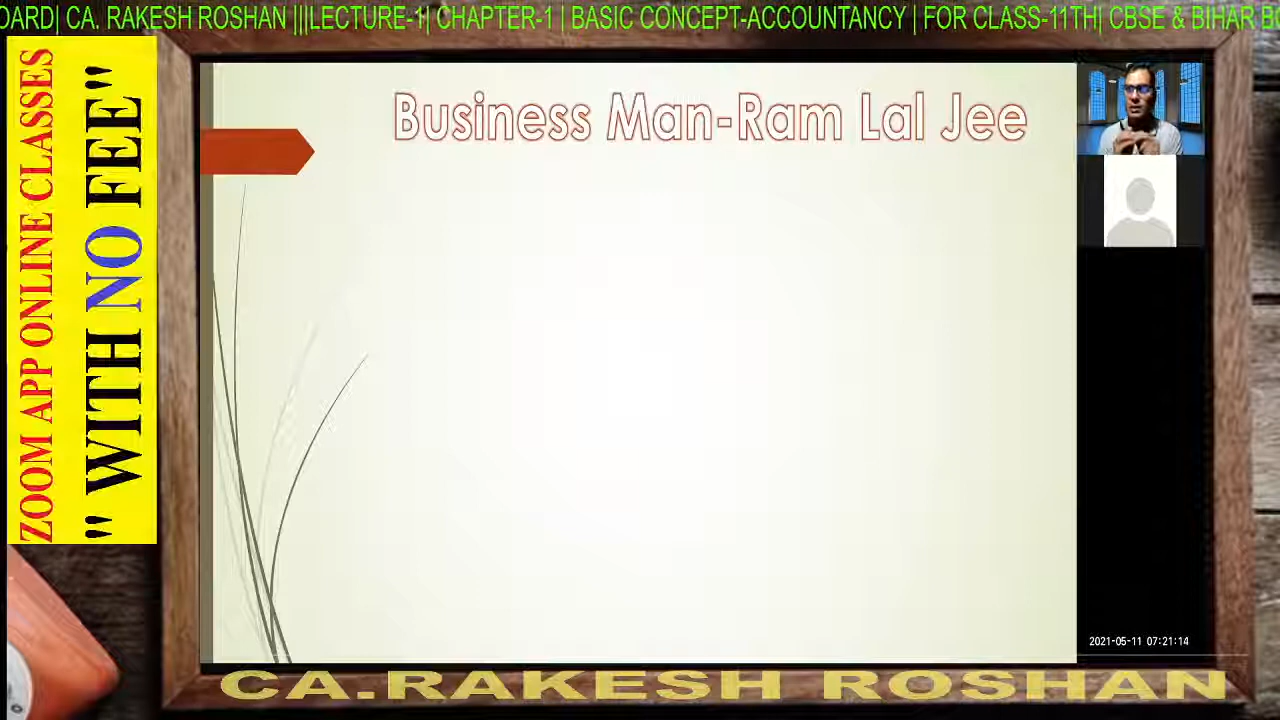 OARD| CA. RAKESH ROSHAN |||LECTURE-1| CHAPTER-1 | BASIC CONCEPT-ACCOUNTANCY | FOR CLASS-11TH| CBSE & BIHAR B
ZOOM APP ONLINE CLASSES
" WITH NO FEE"
Business Man-Ram Lal Jee
2021-05-11 07:21:14
CA.RAKESH ROSHAN